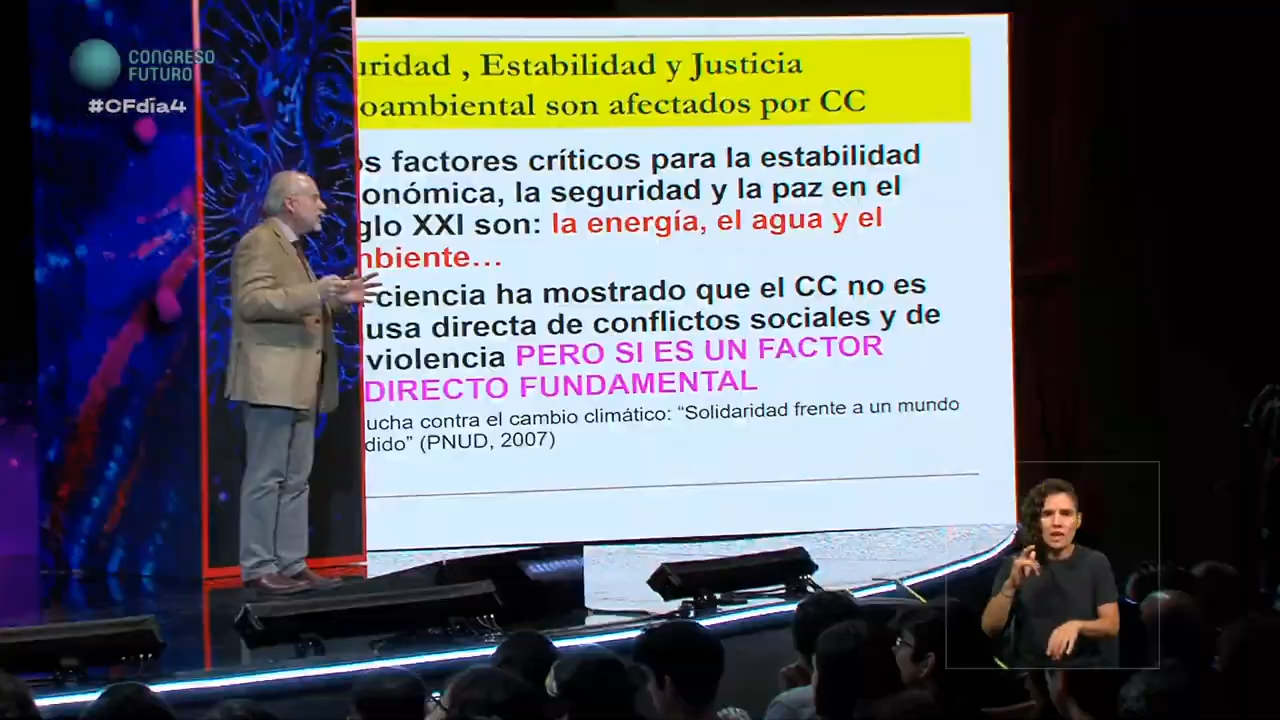 CONGRESO
FUTURO
#CFdía4
uridad , Estabilidad y Justicia
oambiental son afectados por CC
os factores críticos para la estabilidad
onómica, la seguridad y la paz en el
glo XXI son: la energía, el agua y el
mbiente…
ciencia ha mostrado que el CC no es
usa directa de conflictos sociales y de
violencia PERO SI ES UN FACTOR
DIRECTO FUNDAMENTAL
ucha contra el cambio climático: “Solidaridad frente a un mundo
dido” (PNUD, 2007)